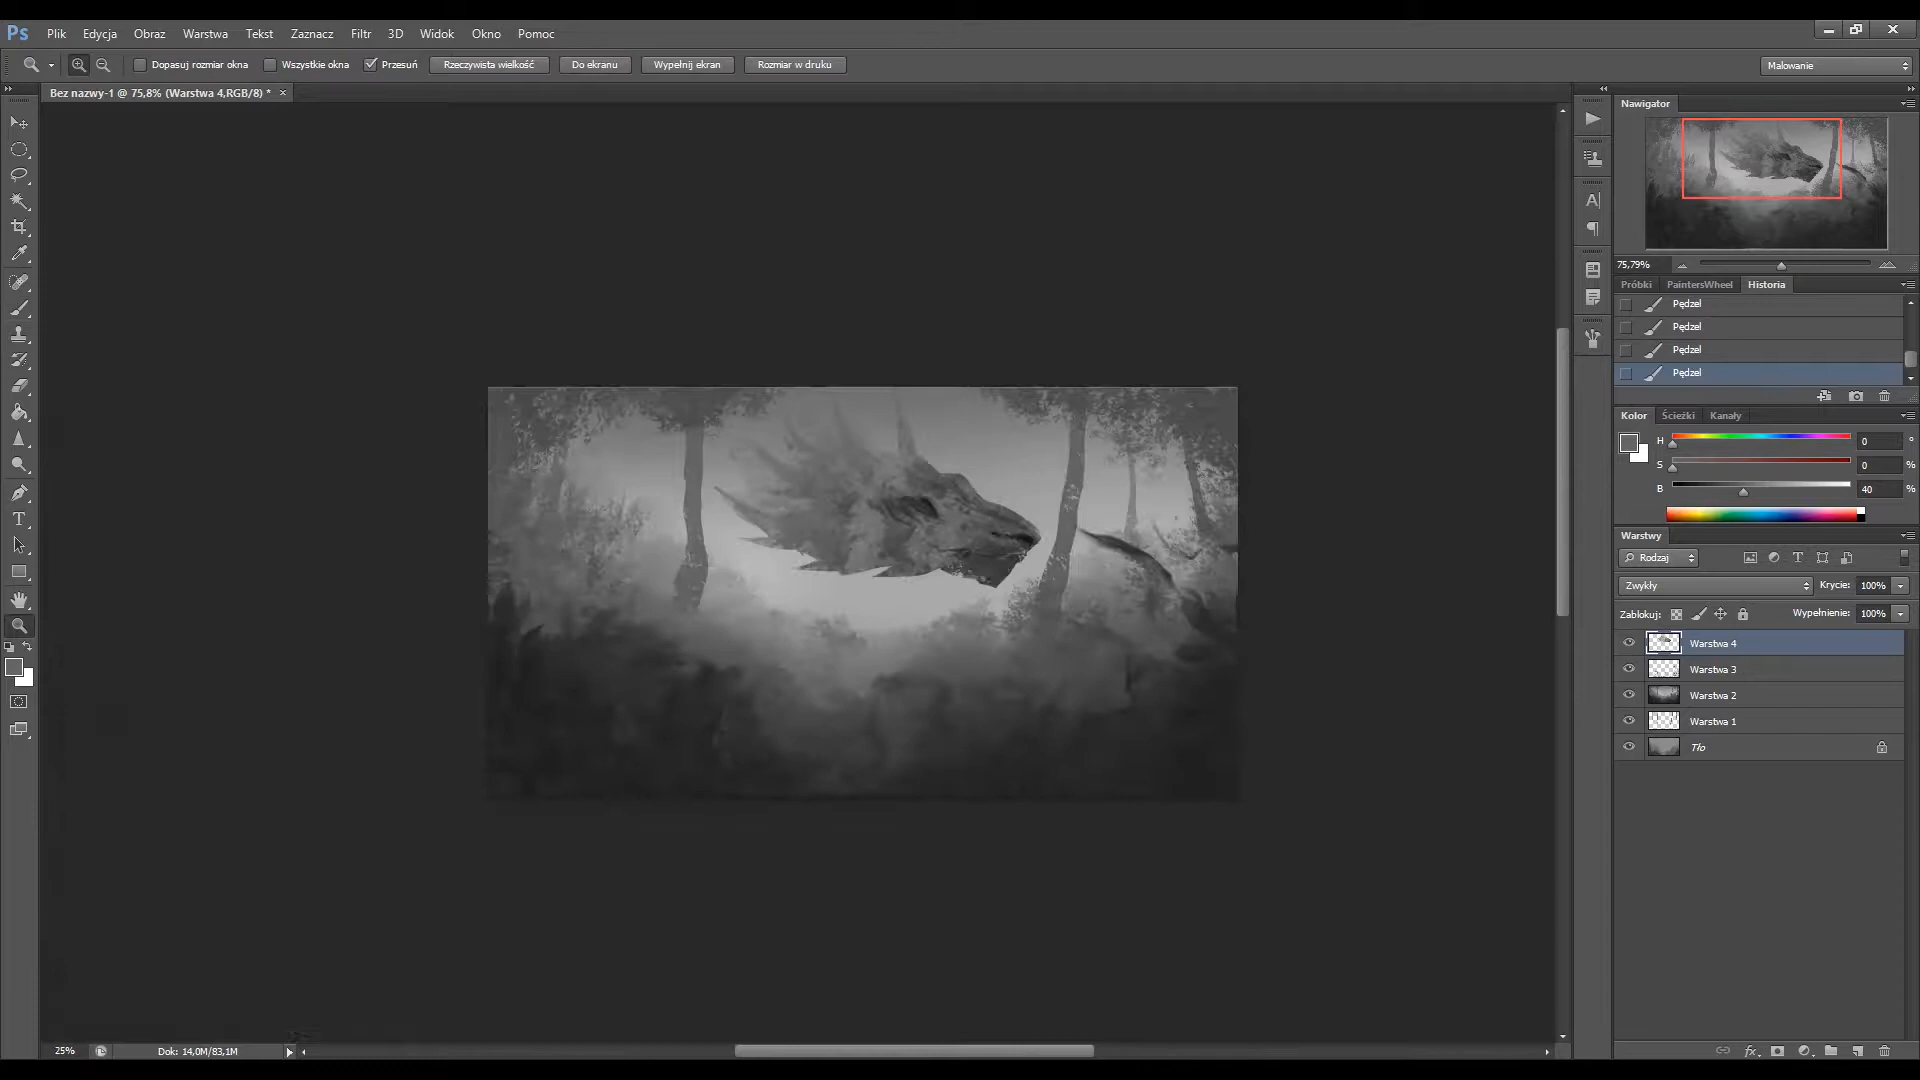 Ps Plik Edycja Obraz Warstwa Tekst Zaznacz Filtr 3D Widok Okno Pomoc
Dopasuj rozmiar okna Wszystkie okna Przesuń Rzeczywista wielkość Do ekranu Wypełnij ekran Rozmiar w druku Malowanie
Bez nazwy-1 @ 75,8% (Warstwa 4,RGB/8) *
Nawigator
75,79%
Próbki PaintersWheel Historia
Pędzel
Pędzel
Pędzel
Pędzel
Kolor Ścieżki Kanały
H 0 °
S 0 %
B 40 %
Warstwy
Rodzaj
Zwykły Krycie: 100%
Zablokuj: Wypełnienie: 100%
Warstwa 4
Warstwa 3
Warstwa 2
Warstwa 1
Tło
25% Dok: 14,0M/83,1M